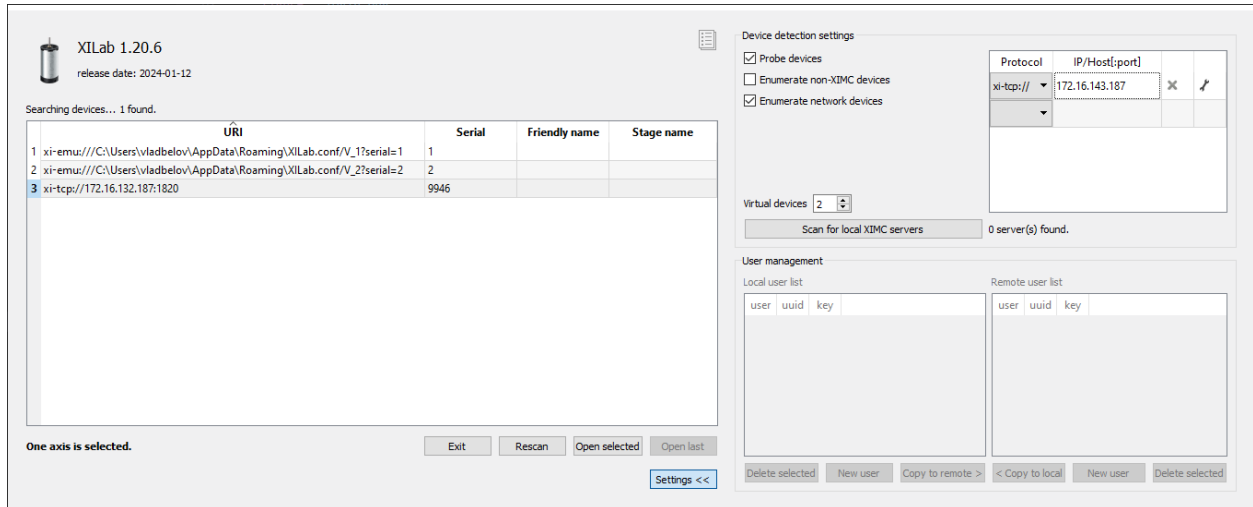 XILab 1.20.6
release date: 2024-01-12
Searching devices... 1 found.
URI Serial Friendly name Stage name
1 xi-emu:///C:\Users\vladbelov\AppData\Roaming\XILab.conf/V_1?serial=1 1
2 xi-emu:///C:\Users\vladbelov\AppData\Roaming\XILab.conf/V_2?serial=2 2
3 xi-tcp://172.16.132.187:1820 9946
One axis is selected.
Exit Rescan Open selected Open last
Settings <<
Device detection settings
Probe devices
Enumerate non-XIMC devices
Enumerate network devices
Protocol IP/Host[:port]
xi-tcp:// 172.16.143.187
Virtual devices 2
Scan for local XIMC servers 0 server(s) found.
User management
Local user list Remote user list
user uuid key user uuid key
Delete selected New user Copy to remote > < Copy to local New user Delete selected